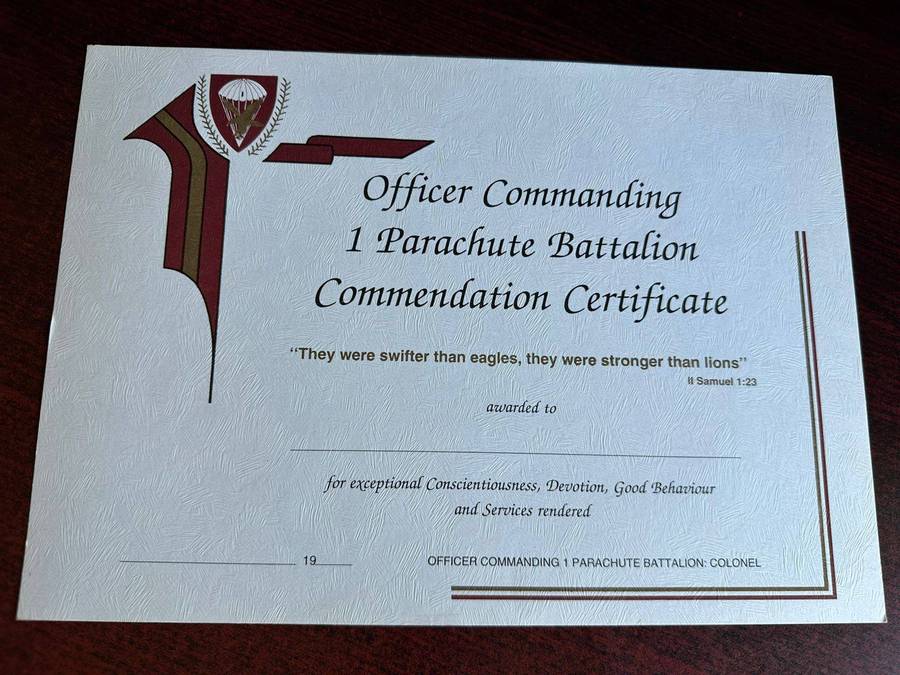 Officer Commanding
1 Parachute Battalion
Commendation Certificate
“They were swifter than eagles, they were stronger than lions”
II Samuel 1:23
awarded to
for exceptional Conscientiousness, Devotion, Good Behaviour
and Services rendered
19
OFFICER COMMANDING 1 PARACHUTE BATTALION: COLONEL